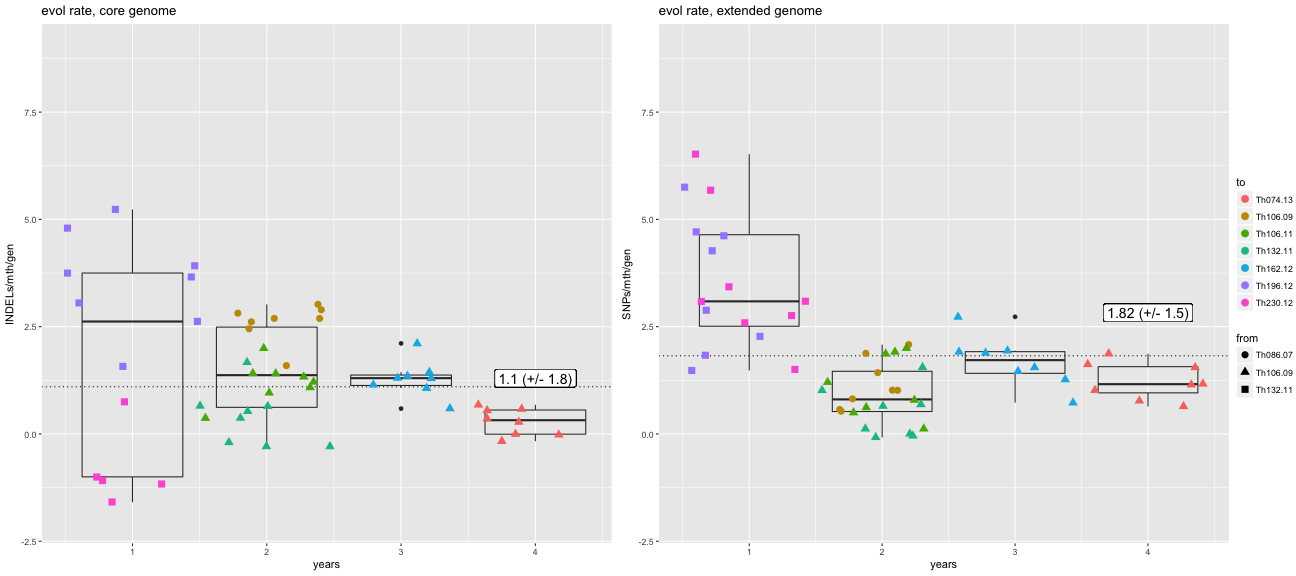 evol rate, core genome
INDELs/mth/gen
7.5
5.0
2.5
0.0
-2.5
1.1 (+/- 1.8)
1
2
3
4
years
evol rate, extended genome
SNPs/mth/gen
7.5
5.0
2.5
0.0
-2.5
1.82 (+/- 1.5)
1
2
3
4
years
to
Th074.13
Th106.09
Th106.11
Th132.11
Th162.12
Th196.12
Th230.12
from
Th086.07
Th106.09
Th132.11